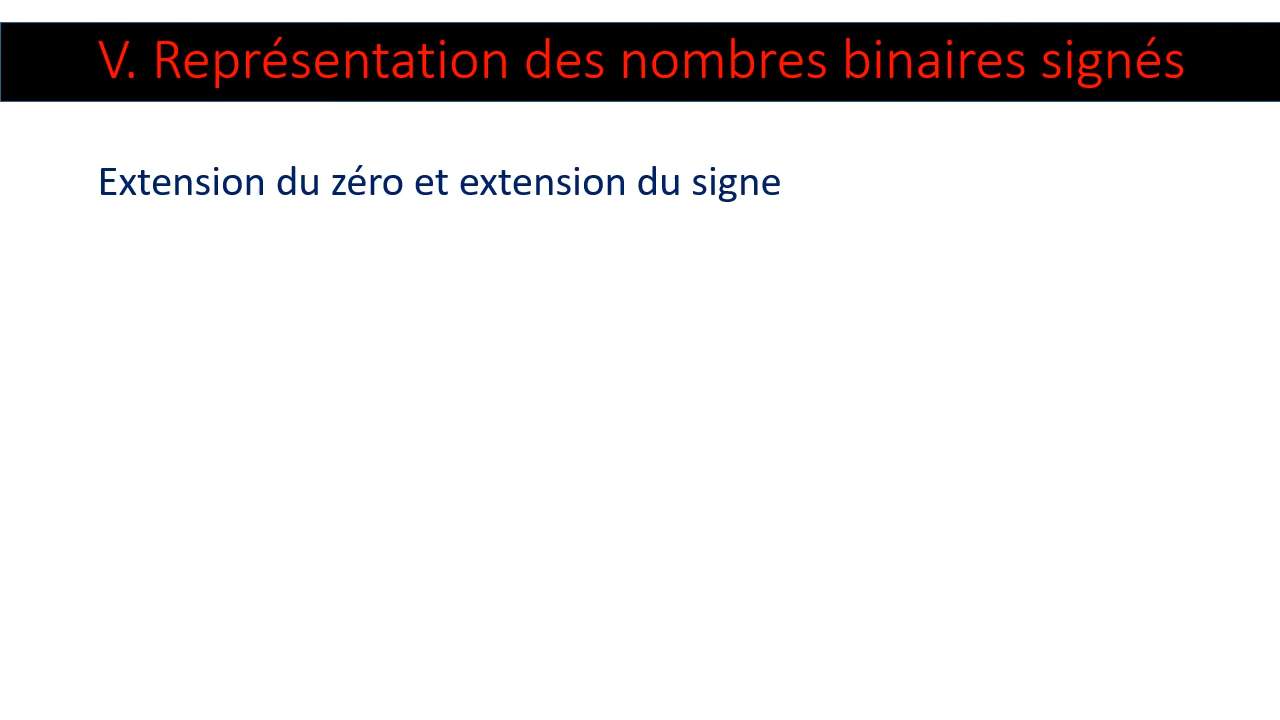 V. Représentation des nombres binaires signés
Extension du zéro et extension du signe